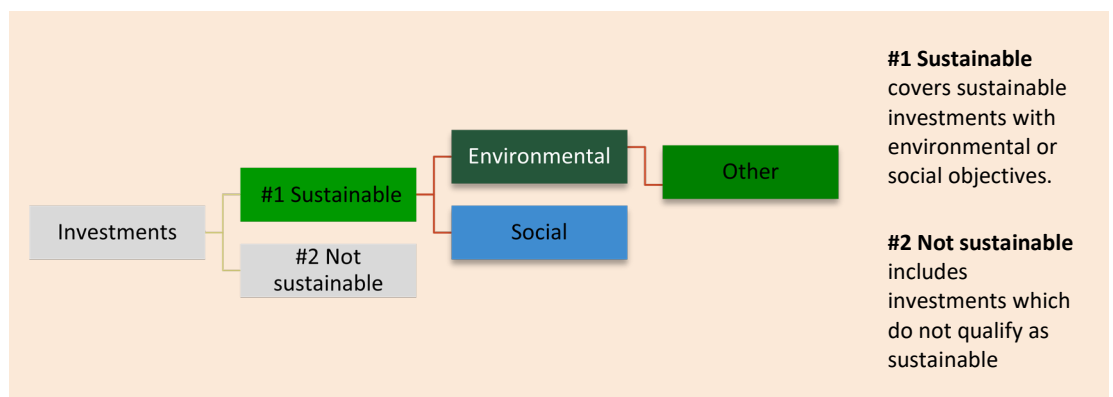 Investments
#1 Sustainable
#2 Not
sustainable
Environmental
Social
Other
#1 Sustainable
covers sustainable
investments with
environmental or
social objectives.
#2 Not sustainable
includes
investments which
do not qualify as
sustainable